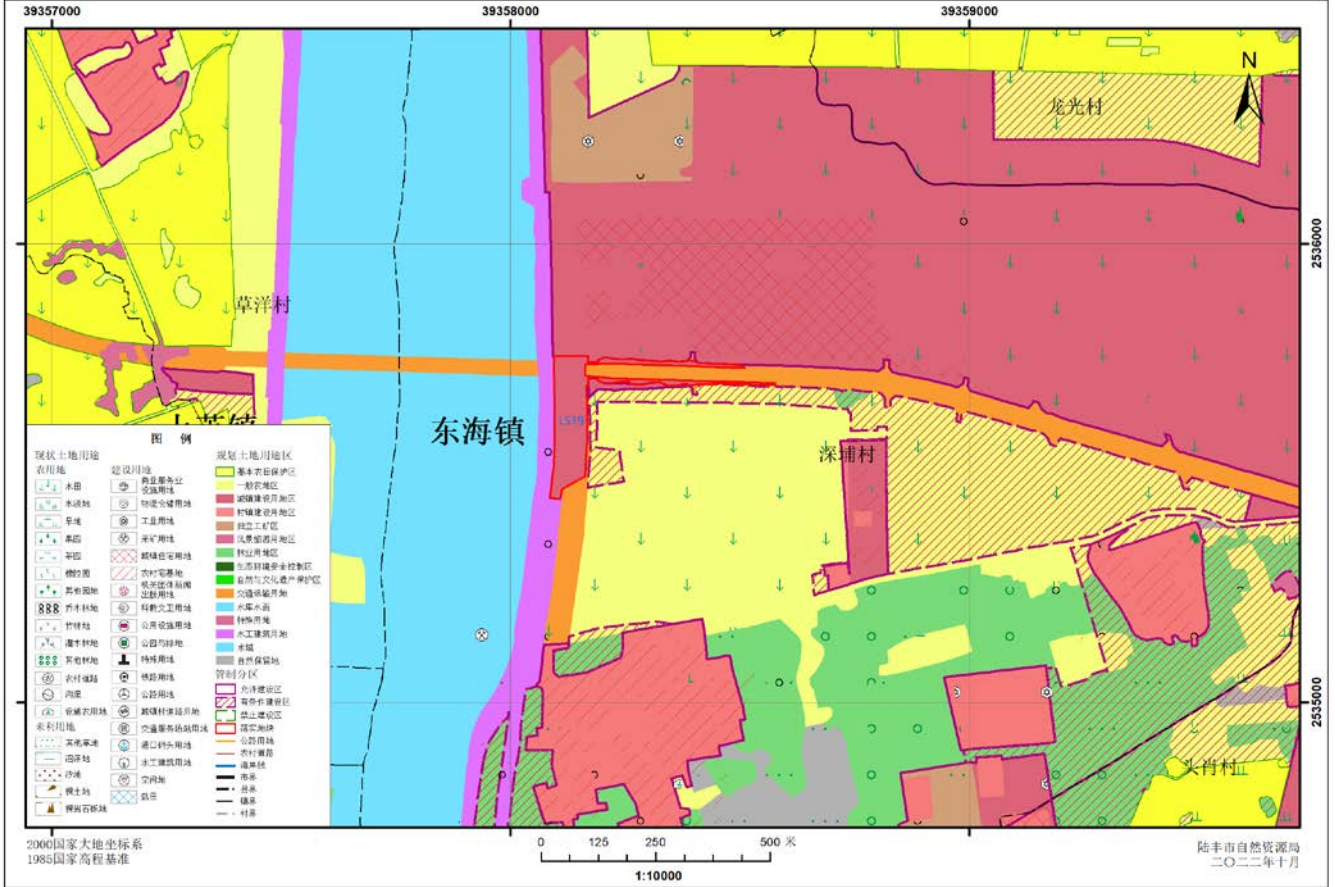 39357000
39358000
39359000
N
龙光村
2536000
草洋村
东海镇
LS19
深埔村
2535000
头肖村
图 例
现状土地用途
农用地
水田
水浇地
旱地
果园
茶园
橡胶园
其他园地
乔木林地
竹林地
灌木林地
其他林地
农村道路
沟渠
设施农用地
未利用地
其他草地
沼泽地
沙地
裸土地
裸岩石砾地
建设用地
商业服务业
设施用地
物流仓储用地
工业用地
采矿用地
城镇住宅用地
农村宅基地
机关团体新闻
出版用地
科教文卫用地
公用设施用地
公园与绿地
特殊用地
铁路用地
公路用地
城镇村道路用地
交通服务场站用地
港口码头用地
水工建筑用地
空闲地
盐田
规划土地用途区
基本农田保护区
一般农地区
城镇建设用地区
村镇建设用地区
独立工矿区
风景旅游用地区
林业用地区
生态环境安全控制区
自然与文化遗产保护区
交通运输用地
水库水面
特殊用地
水工建筑用地
水域
自然保留地
管制分区
允许建设区
有条件建设区
禁止建设区
落实地块
公路用地
农村道路
海岸线
市界
县界
镇界
村界
2000国家大地坐标系
1985国家高程基准
0 125 250 500 米
1:10000
陆丰市自然资源局
二〇二二年十月